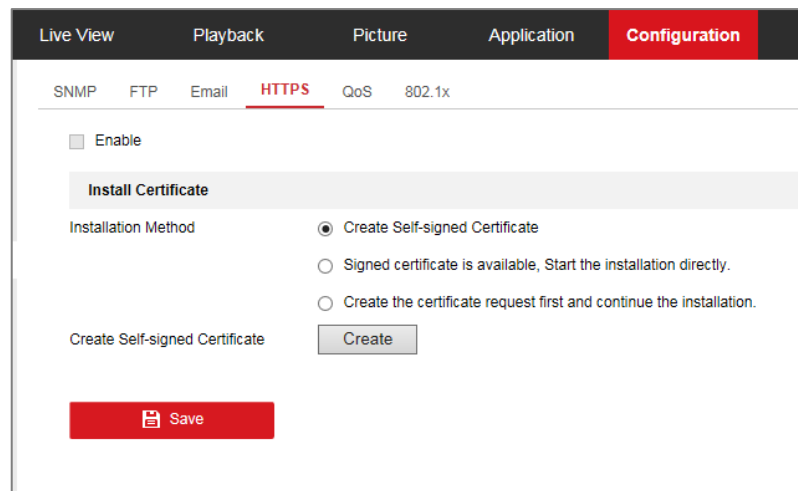 Live View Playback Picture Application Configuration
SNMP FTP Email HTTPS QoS 802.1x
Enable
Install Certificate
Installation Method Create Self-signed Certificate
Signed certificate is available, Start the installation directly.
Create the certificate request first and continue the installation.
Create Self-signed Certificate Create
Save